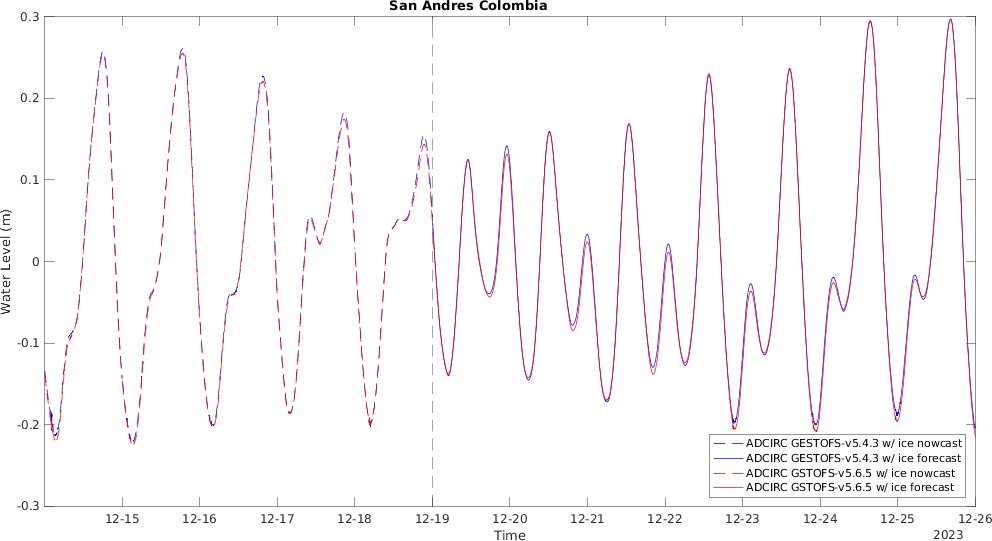 San Andres Colombia
0.3
0.2
0.1
0
-0.1
-0.2
-0.3
Water Level (m)
ADCIRC GESTOFS-v5.4.3 w/ ice nowcast
ADCIRC GESTOFS-v5.4.3 w/ ice forecast
ADCIRC GSTOFS-v5.6.5 w/ ice nowcast
ADCIRC GSTOFS-v5.6.5 w/ ice forecast
12-15 12-16 12-17 12-18 12-19 12-20 12-21 12-22 12-23 12-24 12-25 12-26
Time
2023